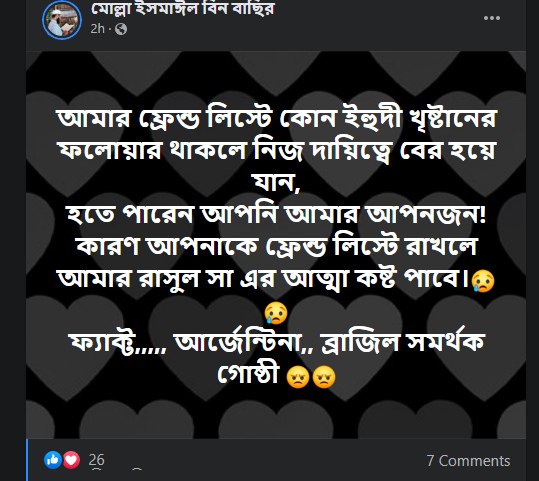 মোল্লা ইসমাঈল বিন বাছির
2h
আমার ফ্রেন্ড লিস্টে কোন ইহুদী খৃষ্টানের
ফলোয়ার থাকলে নিজ দায়িত্বে বের হয়ে
যান,
হতে পারেন আপনি আমার আপনজন!
কারণ আপনাকে ফ্রেন্ড লিস্টে রাখলে
আমার রাসুল সা এর আত্মা কষ্ট পাবে।😢
😢
ফ্যাক্ট,,,,, আর্জেন্টিনা,, ব্রাজিল সমর্থক
গোষ্ঠী 😠😠
26
7 Comments